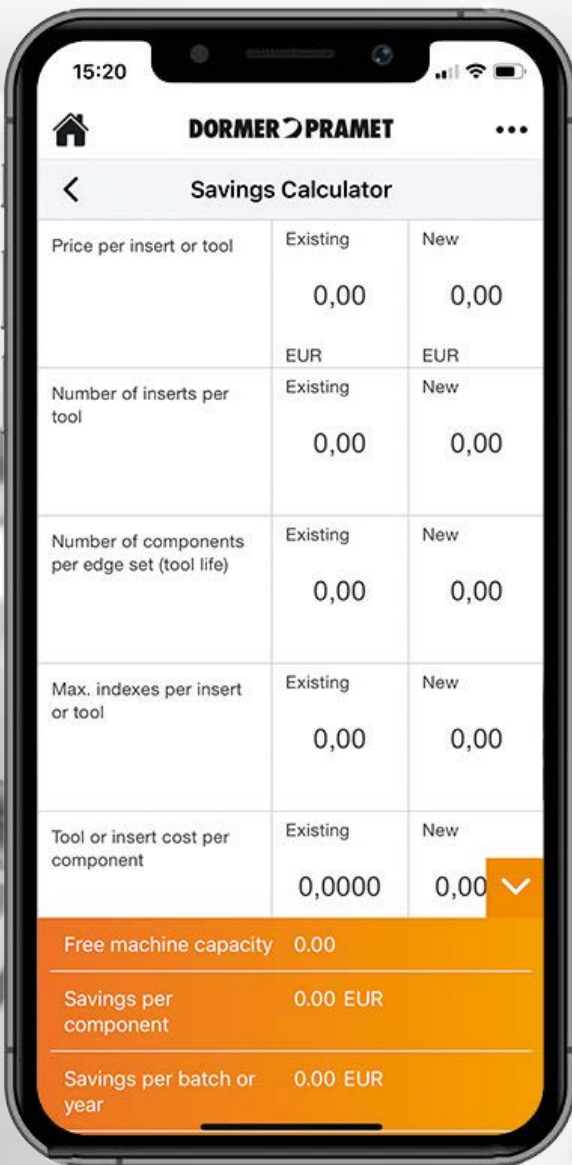 15:20
DORMER PRAMET
Savings Calculator
Price per insert or tool
Existing
New
0,00
0,00
EUR
EUR
Number of inserts per
tool
Existing
New
0,00
0,00
Number of components
per edge set (tool life)
Existing
New
0,00
0,00
Max. indexes per insert
or tool
Existing
New
0,00
0,00
Tool or insert cost per
component
Existing
New
0,0000
0,00
Free machine capacity 0.00
Savings per
component
0.00 EUR
Savings per batch or
year
0.00 EUR